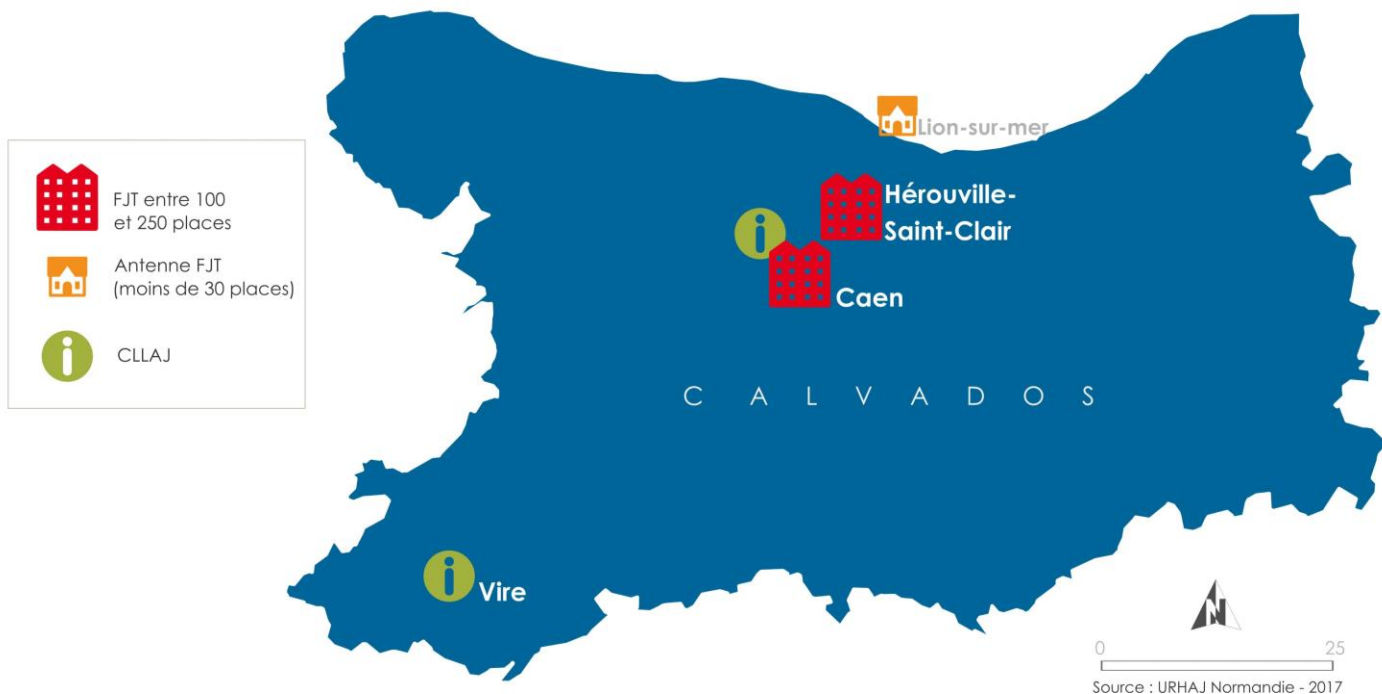 FJT entre 100
et 250 places
Antenne FJT
(moins de 30 places)
CLLAJ
Lion-sur-mer
Hérouville-
Saint-Clair
Caen
CALVADOS
Vire
N
0 25
Source : URHAJ Normandie - 2017